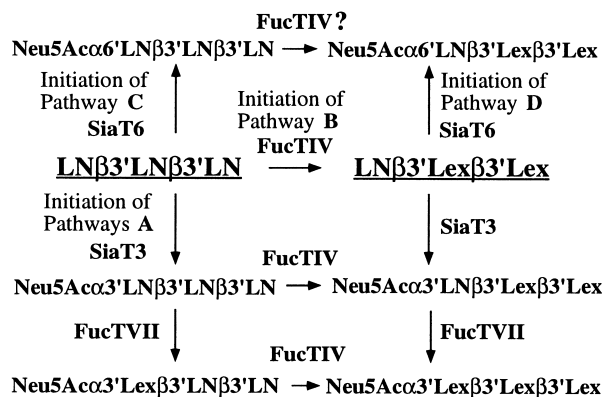 FucTIV?
Neu5Acα6'LNβ3'LNβ3'LN Neu5Acα6'LNβ3'Lexβ3'Lex
Initiation of
Pathway C
SiaT6
Initiation of
Pathway B
FucTIV
Initiation of
Pathway D
SiaT6
LNβ3'LNβ3'LN LNβ3'Lexβ3'Lex
Initiation of
Pathways A
SiaT3
SiaT3
FucTIV
Neu5Acα3'LNβ3'LNβ3'LN Neu5Acα3'LNβ3'Lexβ3'Lex
FucTVII
FucTVII
FucTIV
Neu5Acα3'Lexβ3'LNβ3'LN Neu5Acα3'Lexβ3'Lexβ3'Lex